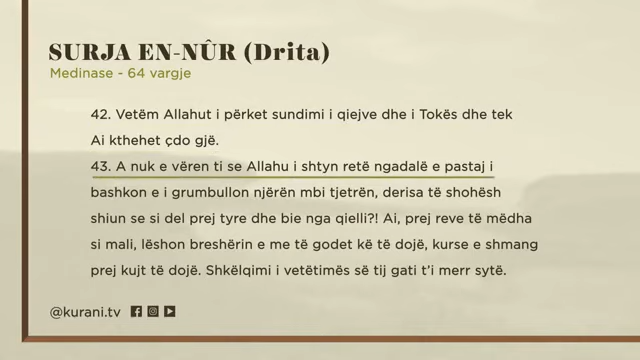 SURJA EN-NÛR (Drita)
Medinase - 64 vargje
42. Vetëm Allahut i përket sundimi i qiejve dhe i Tokës dhe tek
Ai kthehet çdo gjë.
43. A nuk e vëren ti se Allahu i shtyn retë ngadalë e pastaj i
bashkon e i grumbullon njërën mbi tjetrën, derisa të shohësh
shiun se si del prej tyre dhe bie nga qielli?! Ai, prej reve të mëdha
si mali, lëshon breshërin e me të godet kë të dojë, kurse e shmang
prej kujt të dojë. Shkëlqimi i vetëtimës së tij gati t’i merr sytë.
@kurani.tv